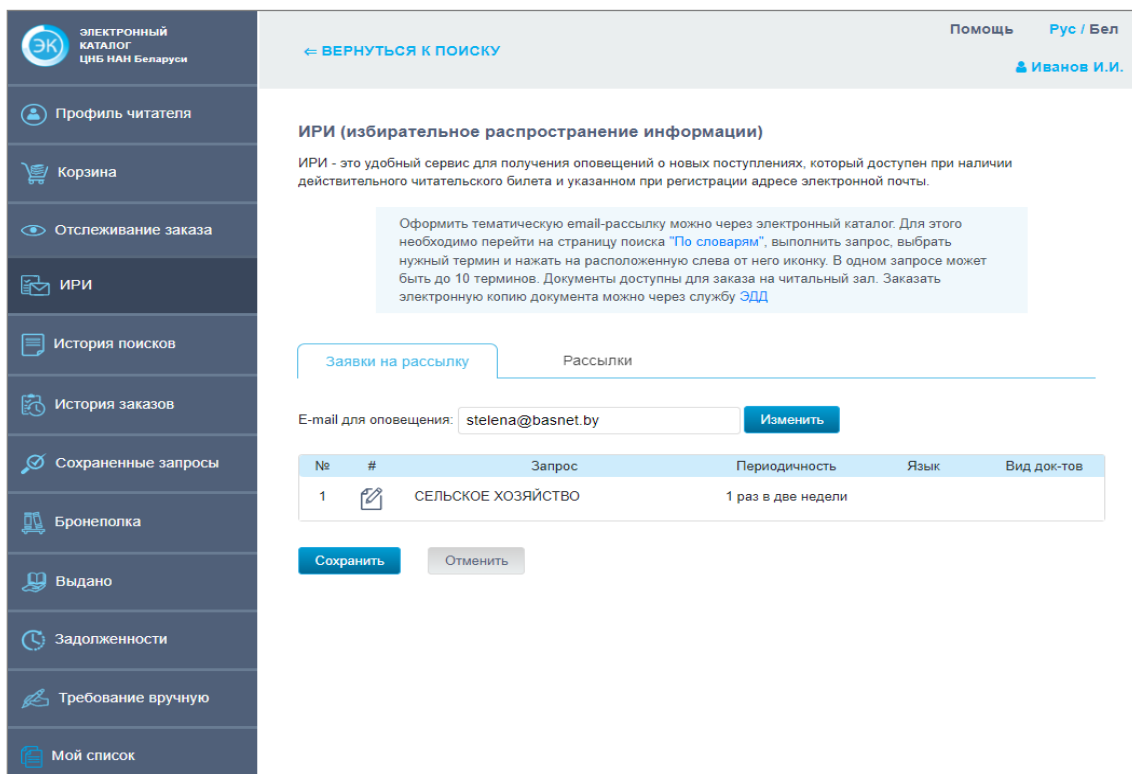 ЭЛЕКТРОННЫЙ
КАТАЛОГ
ЦНБ НАН Беларуси
ЭК
Профиль читателя
Корзина
Отслеживание заказа
ИРИ
История поисков
История заказов
Сохраненные запросы
Бронеполка
Выдано
Задолженности
Требование вручную
Мой список
⇐ ВЕРНУТЬСЯ К ПОИСКУ
Помощь Рус / Бел
Иванов И.И.
ИРИ (избирательное распространение информации)
ИРИ - это удобный сервис для получения оповещений о новых поступлениях, который доступен при наличии
действительного читательского билета и указанном при регистрации адресе электронной почты.
Оформить тематическую email-рассылку можно через электронный каталог. Для этого
необходимо перейти на страницу поиска "По словарям", выполнить запрос, выбрать
нужный термин и нажать на расположенную слева от него иконку. В одном запросе может
быть до 10 терминов. Документы доступны для заказа на читальный зал. Заказать
электронную копию документа можно через службу ЭДД
Заявки на рассылку Рассылки
E-mail для оповещения: stelena@basnet.by Изменить
№ # Запрос Периодичность Язык Вид док-тов
1 СЕЛЬСКОЕ ХОЗЯЙСТВО 1 раз в две недели
Сохранить Отменить